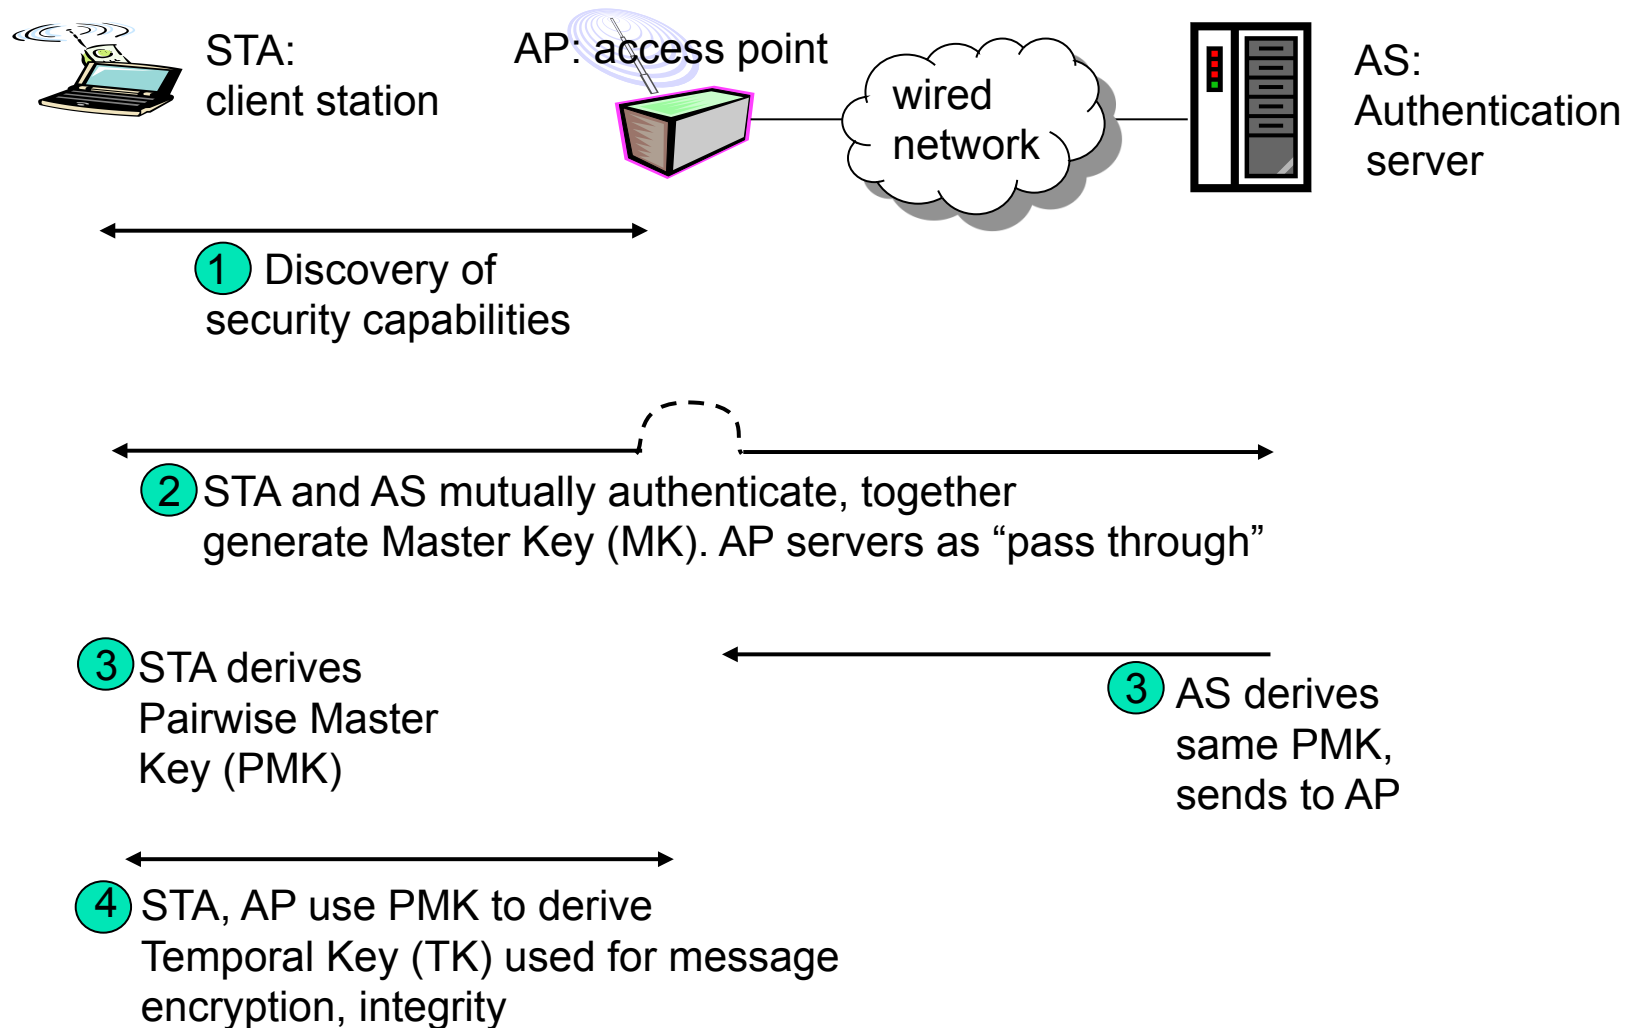 STA:
client station
AP: access point
wired
network
AS:
Authentication
server
1 Discovery of
security capabilities
2 STA and AS mutually authenticate, together
generate Master Key (MK). AP servers as “pass through”
3 STA derives
Pairwise Master
Key (PMK)
3 AS derives
same PMK,
sends to AP
4 STA, AP use PMK to derive
Temporal Key (TK) used for message
encryption, integrity